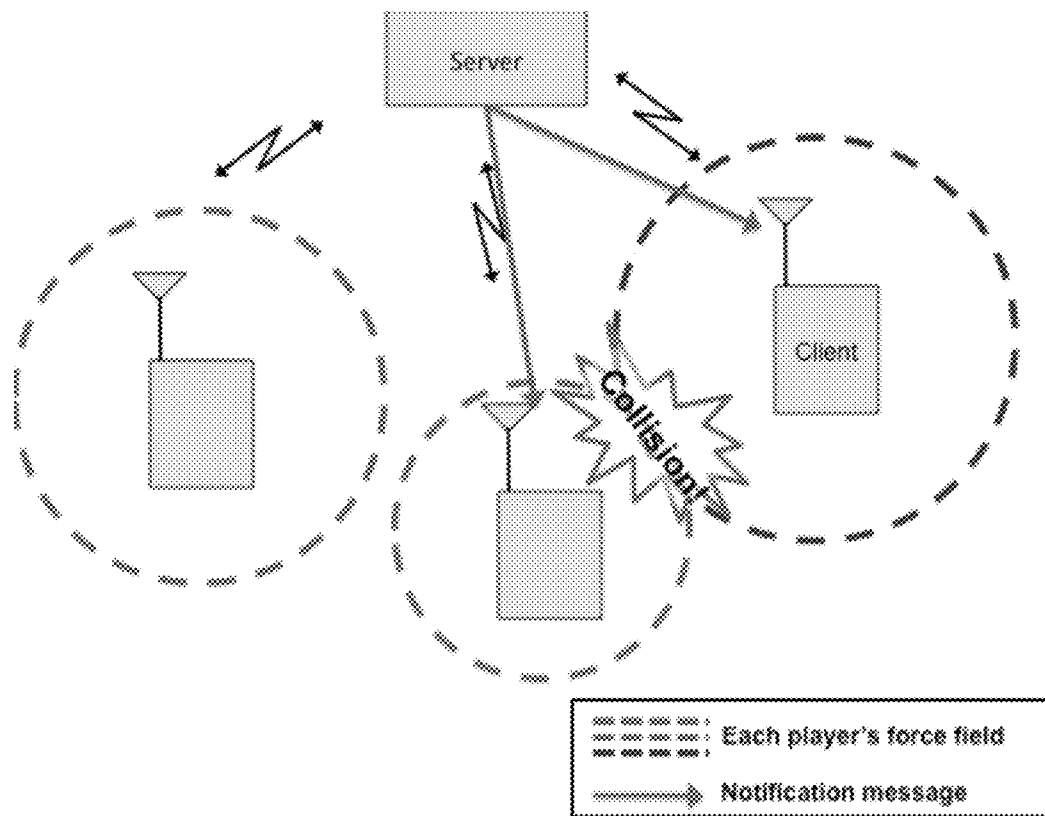 Server
Client
Collision!
Each player's force field
Notification message